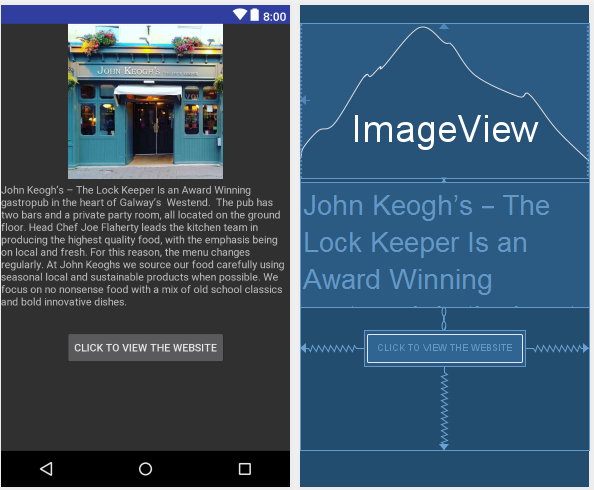 8:00
JOHN KEOGH'S
John Keogh's – The Lock Keeper Is an Award Winning
gastropub in the heart of Galway's  Westend.  The pub has
two bars and a private party room, all located on the ground
floor. Head Chef Joe Flaherty leads the kitchen team in
producing the highest quality food, with the emphasis being
on local and fresh. For this reason, the menu changes
regularly. At John Keoghs we source our food carefully using
seasonal local and sustainable products when possible. We
focus on no nonsense food with a mix of old school classics
and bold innovative dishes.
CLICK TO VIEW THE WEBSITE
ImageView
John Keogh's – The
Lock Keeper Is an
Award Winning
CLICK TO VIEW THE WEBSITE